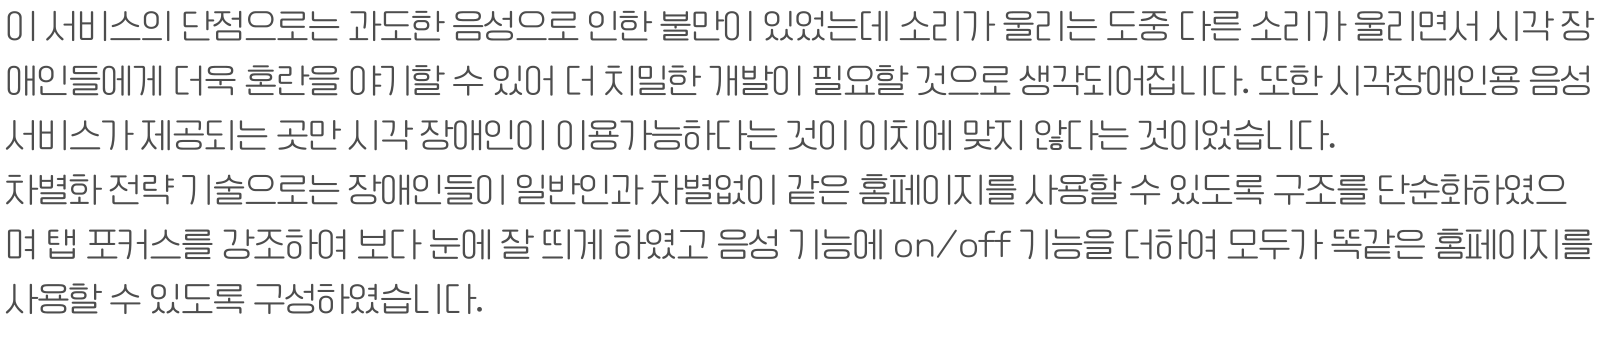 이 서비스의 단점으로는 과도한 음성으로 인한 불만이 있었는데 소리가 울리는 도중 다른 소리가 울리면서 시각 장
애인들에게 더욱 혼란을 야기할 수 있어 더 치밀한 개발이 필요할 것으로 생각되어집니다. 또한 시각장애인용 음성
서비스가 제공되는 곳만 시각 장애인이 이용가능하다는 것이 이치에 맞지 않다는 것이었습니다.
차별화 전략 기술으로는 장애인들이 일반인과 차별없이 같은 홈페이지를 사용할 수 있도록 구조를 단순화하였으
며 탭 포커스를 강조하여 보다 눈에 잘 띄게 하였고 음성 기능에 on/off 기능을 더하여 모두가 똑같은 홈페이지를
사용할 수 있도록 구성하였습니다.